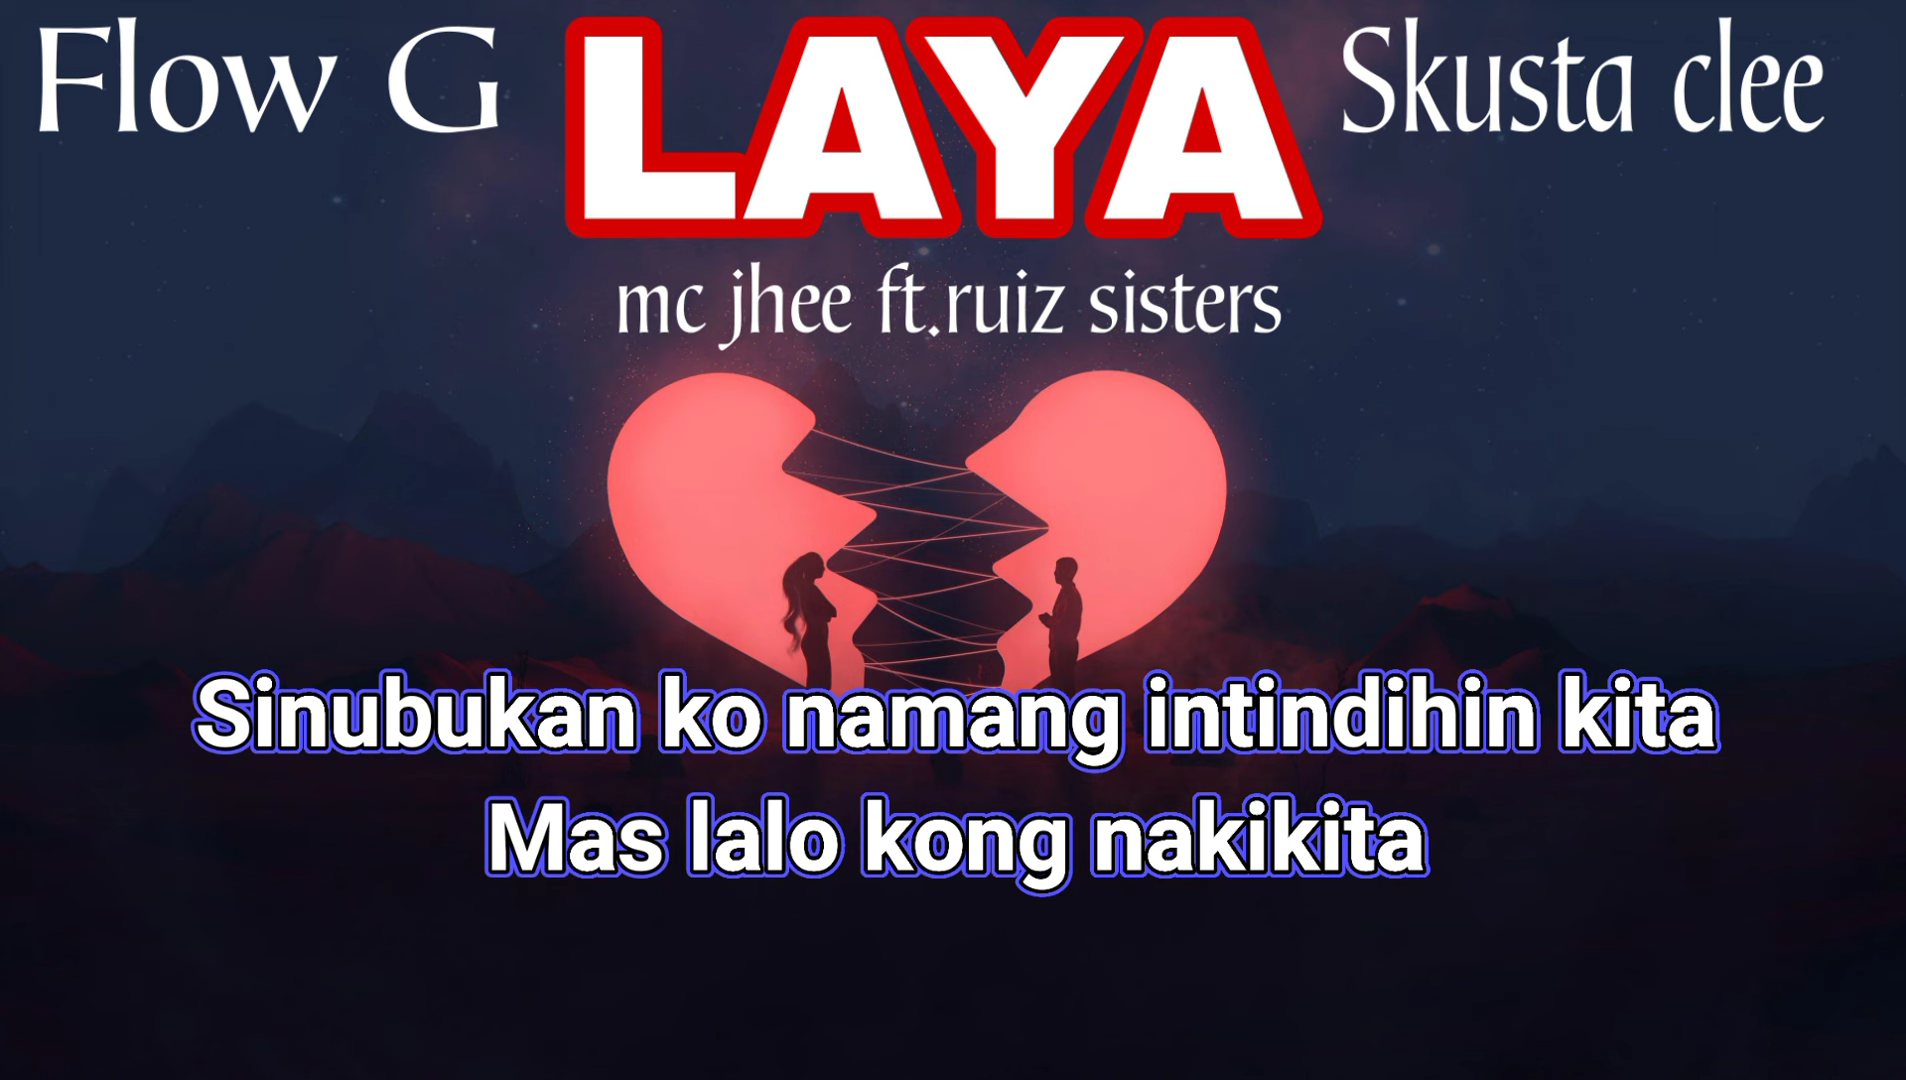 Flow G LAYA Skusta clee
mc jhee ft.ruiz sisters
Sinubukan ko namang intindihin kita
Mas lalo kong nakikita